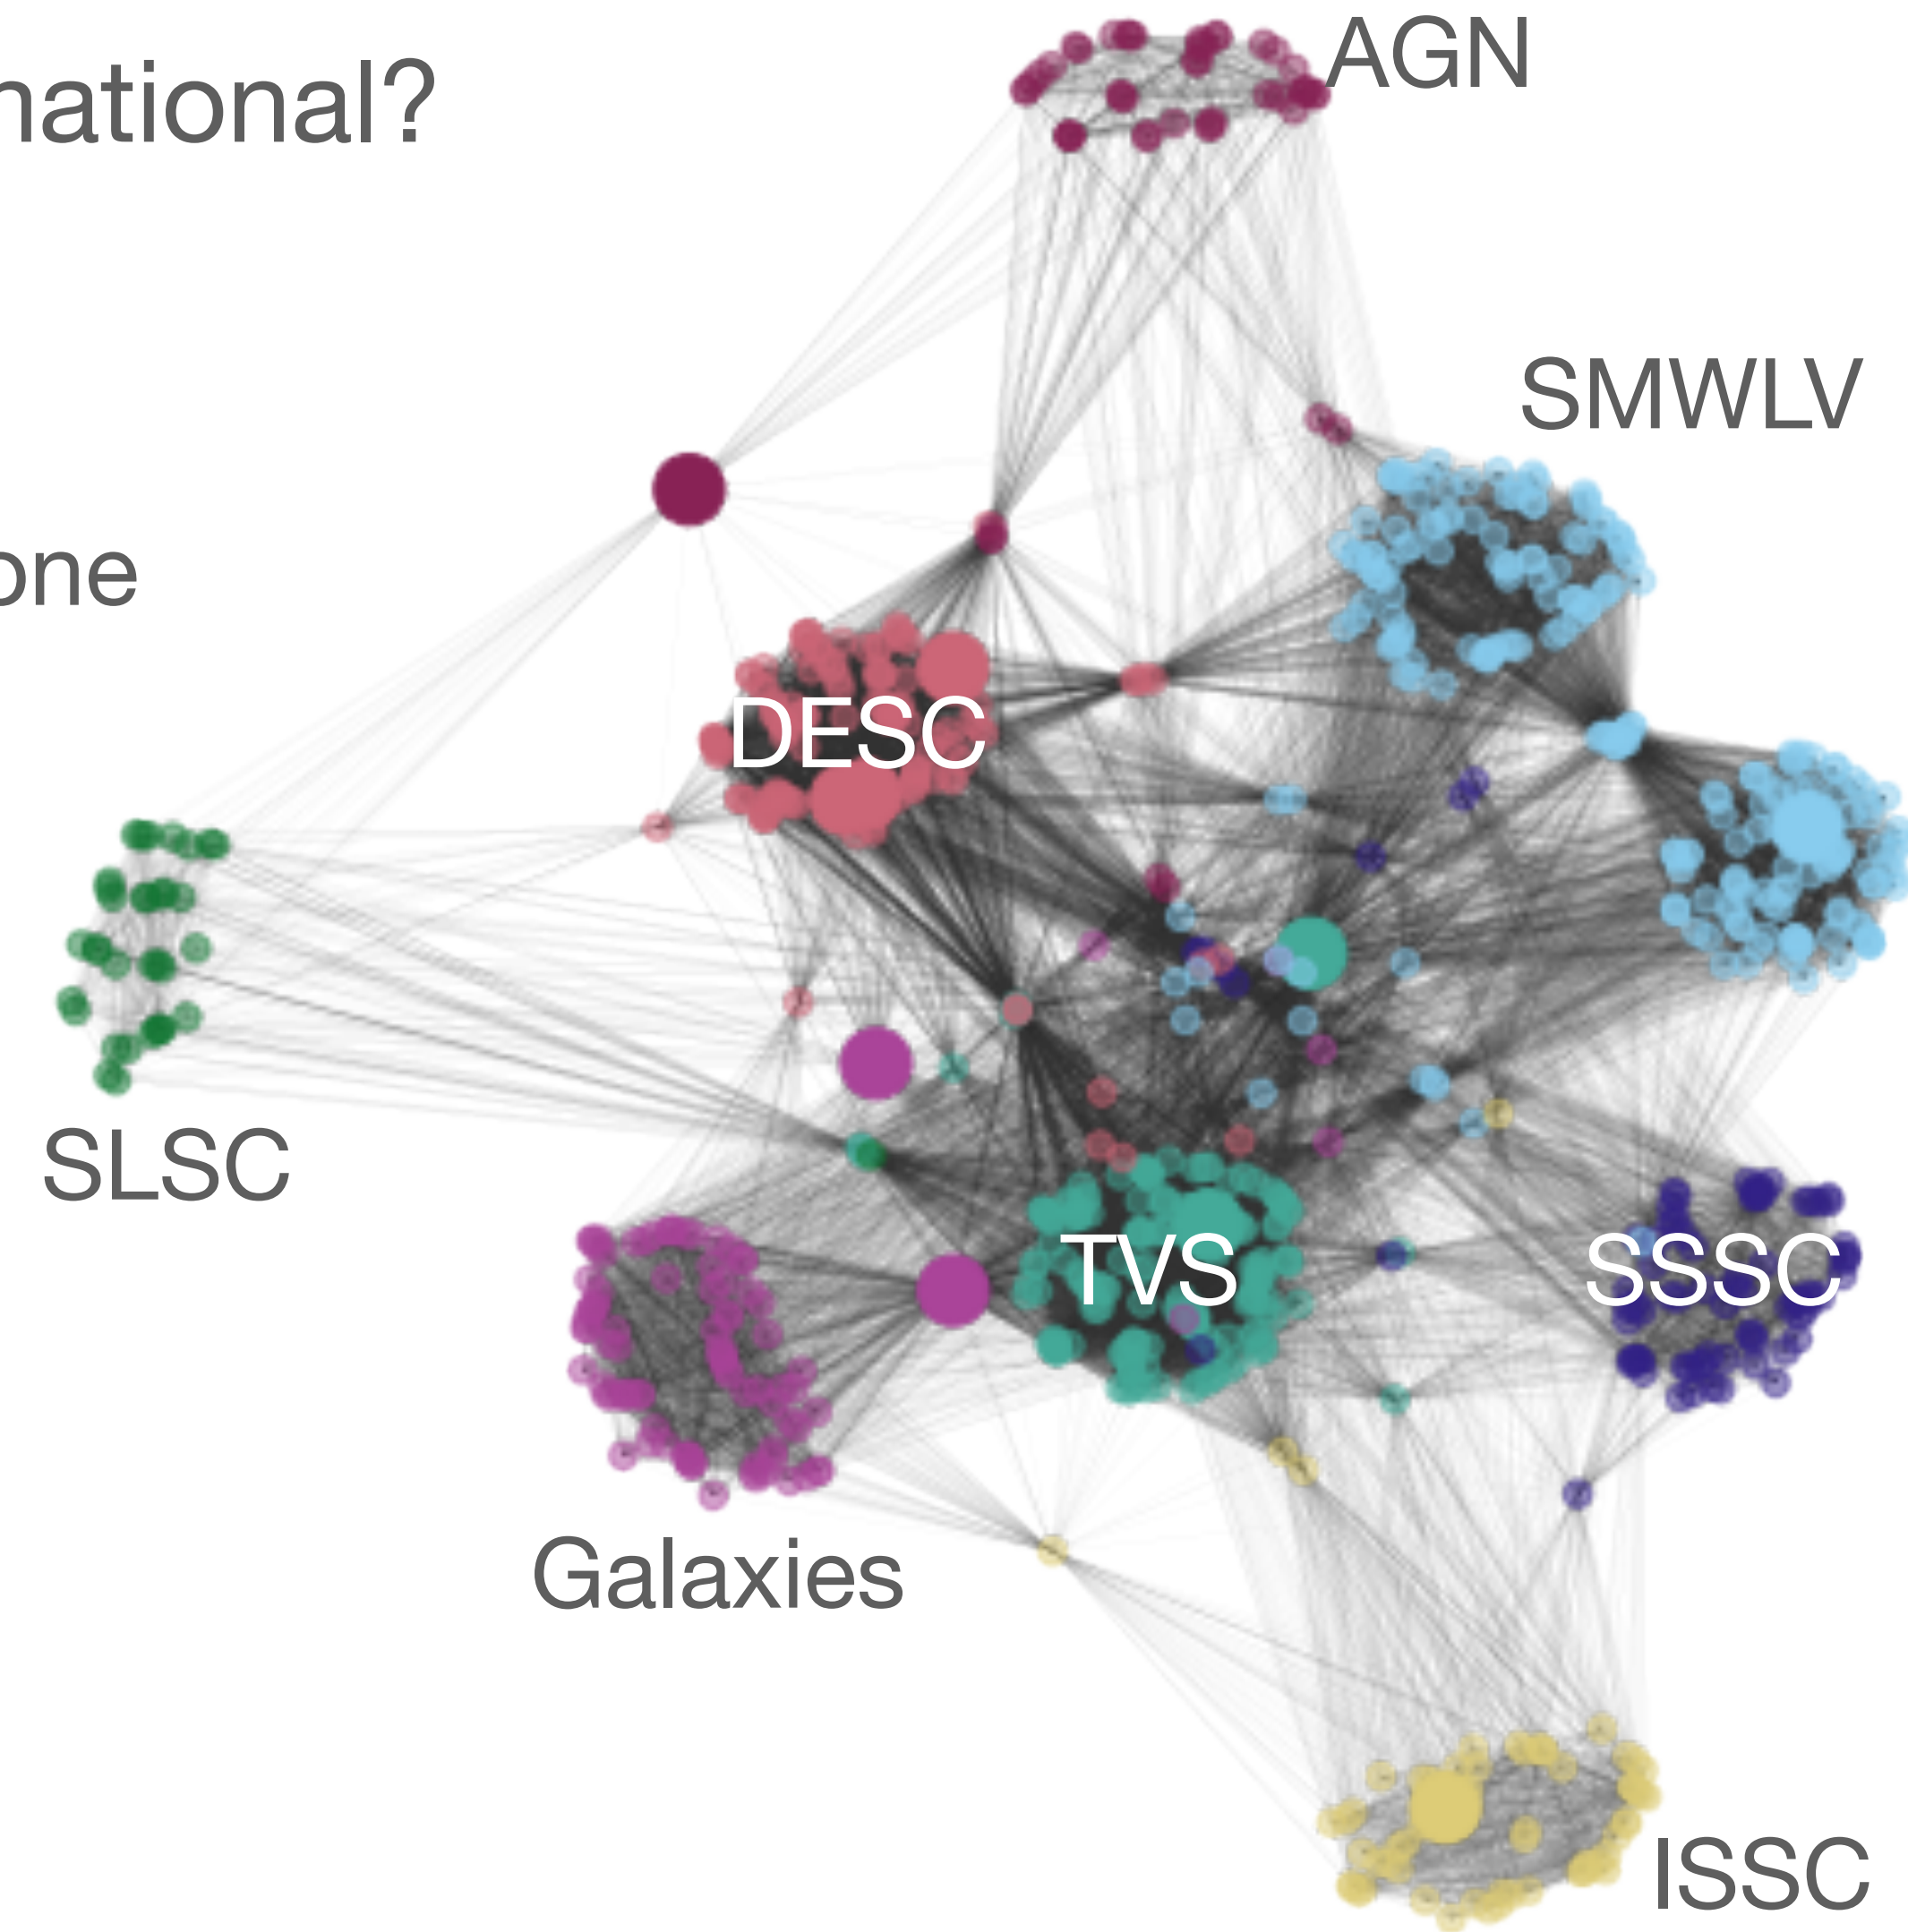 AGN
national?
SMWLV
one
DESC
SLSC
TVS
SSSC
Galaxies
ISSC